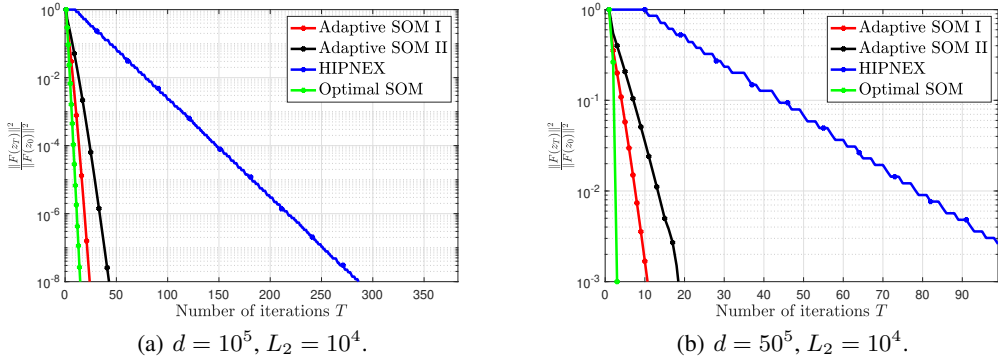 10^0
10^-2
10^-4
10^-6
10^-8
‖F(z_T)‖^2
‖F(z_0)‖^2
Adaptive SOM I
Adaptive SOM II
HIPNEX
Optimal SOM
0 50 100 150 200 250 300 350
Number of iterations T
(a) d = 10^5, L_2 = 10^4.
10^0
10^-1
10^-2
10^-3
‖F(z_T)‖^2
‖F(z_0)‖^2
Adaptive SOM I
Adaptive SOM II
HIPNEX
Optimal SOM
0 10 20 30 40 50 60 70 80 90
Number of iterations T
(b) d = 50^5, L_2 = 10^4.